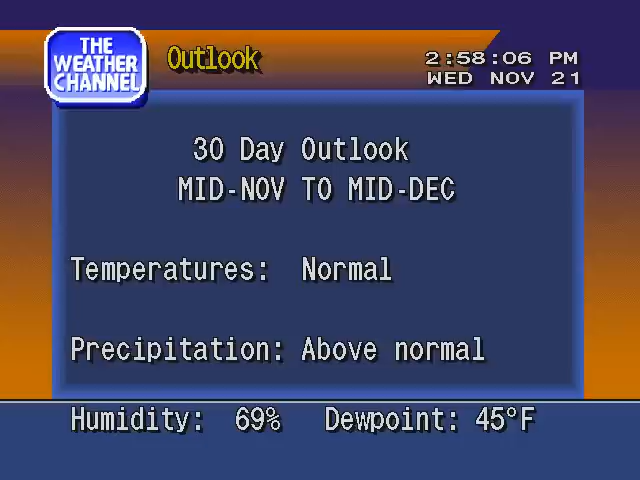 THE
WEATHER
CHANNEL
Outlook
2:58:06 PM
WED NOV 21
30 Day Outlook
MID-NOV TO MID-DEC
Temperatures: Normal
Precipitation: Above normal
Humidity: 69% Dewpoint: 45°F